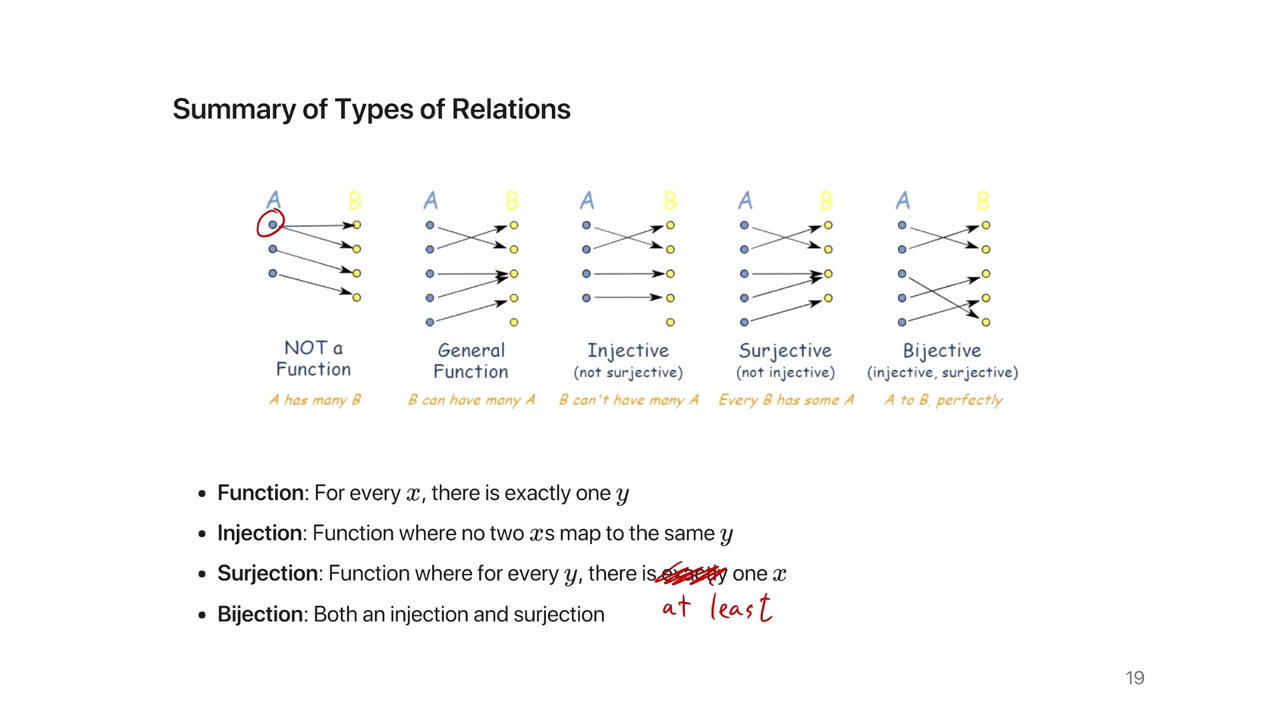 Summary of Types of Relations
A B A B A B A B A B
NOT a Function
A has many B
General Function
B can have many A
Injective
(not surjective)
B can't have many A
Surjective
(not injective)
Every B has some A
Bijective
(injective, surjective)
A to B, perfectly
• Function: For every x, there is exactly one y
• Injection: Function where no two xs map to the same y
• Surjection: Function where for every y, there is exactly one x
at least
• Bijection: Both an injection and surjection
19